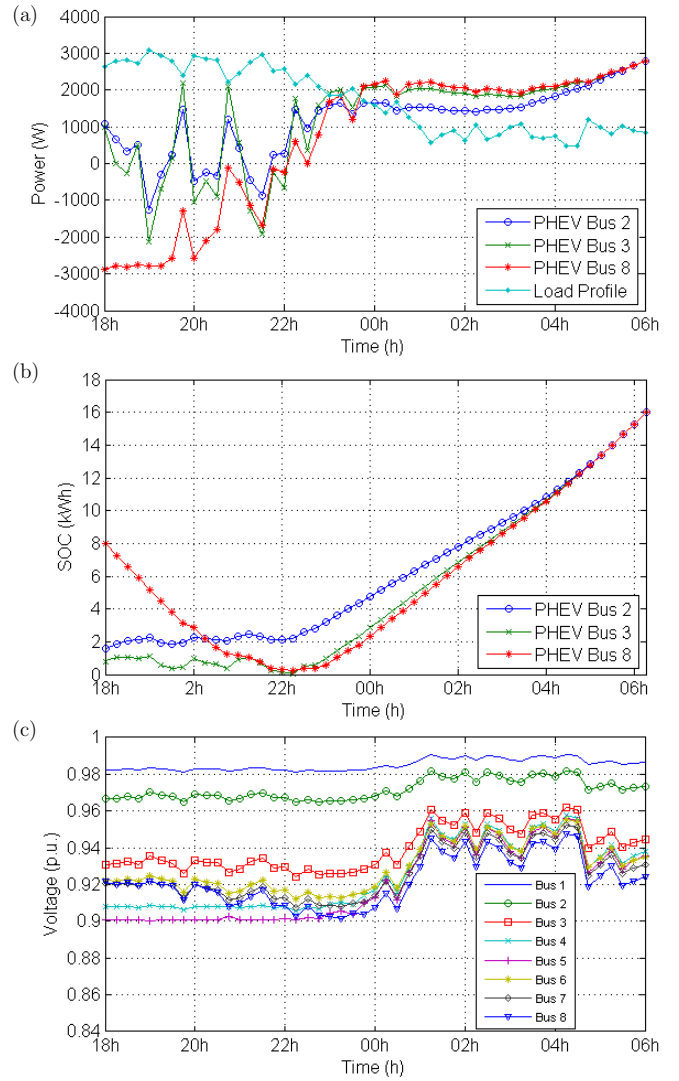 (a)
4000
3000
2000
1000
0
-1000
-2000
-3000
-4000
Power (W)
PHEV Bus 2
PHEV Bus 3
PHEV Bus 8
Load Profile
18h 20h 22h 00h 02h 04h 06h
Time (h)
(b)
18
16
14
12
10
8
6
4
2
0
SOC (kWh)
PHEV Bus 2
PHEV Bus 3
PHEV Bus 8
18h 2h 22h 00h 02h 04h 06h
Time (h)
(c)
1
0.98
0.96
0.94
0.92
0.9
0.88
0.86
0.84
Voltage (p.u.)
Bus 1
Bus 2
Bus 3
Bus 4
Bus 5
Bus 6
Bus 7
Bus 8
18h 20h 22h 00h 02h 04h 06h
Time (h)